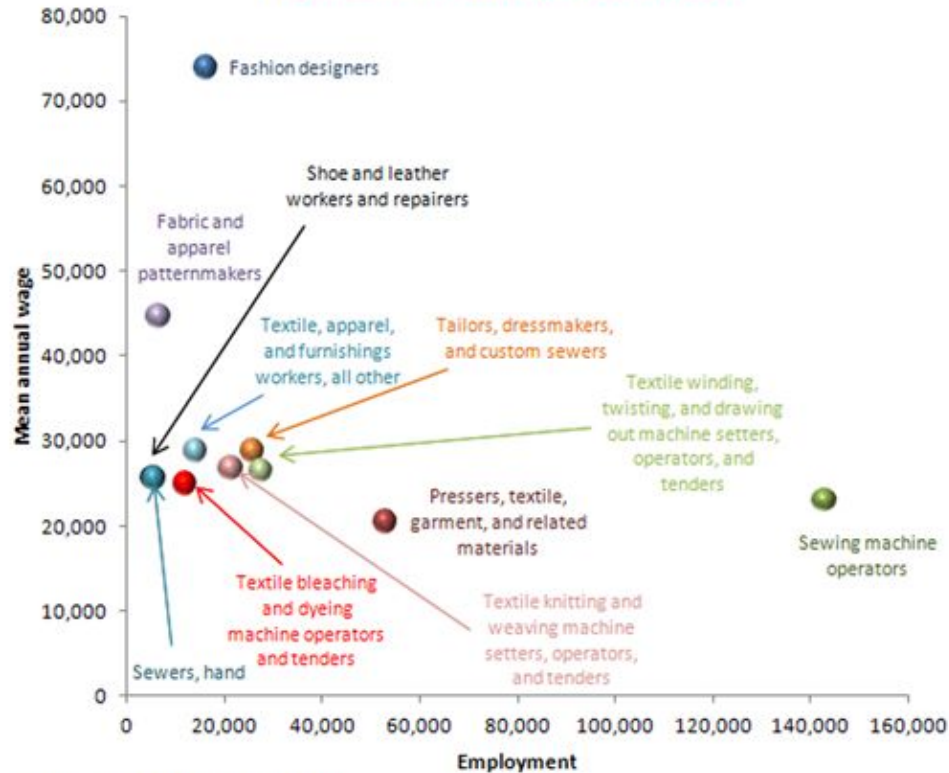 80,000
70,000
60,000
50,000
40,000
30,000
20,000
10,000
0
Mean annual wage
Fashion designers
Shoe and leather
workers and repairers
Fabric and
apparel
patternmakers
Textile, apparel,
and furnishings
workers, all other
Tailors, dressmakers,
and custom sewers
Textile winding,
twisting, and drawing
out machine setters,
operators, and
tenders
Pressers, textile,
garment, and related
materials
Sewing machine
operators
Textile bleaching
and dyeing
machine operators
and tenders
Textile knitting and
weaving machine
setters, operators,
and tenders
Sewers, hand
0 20,000 40,000 60,000 80,000 100,000 120,000 140,000 160,000
Employment